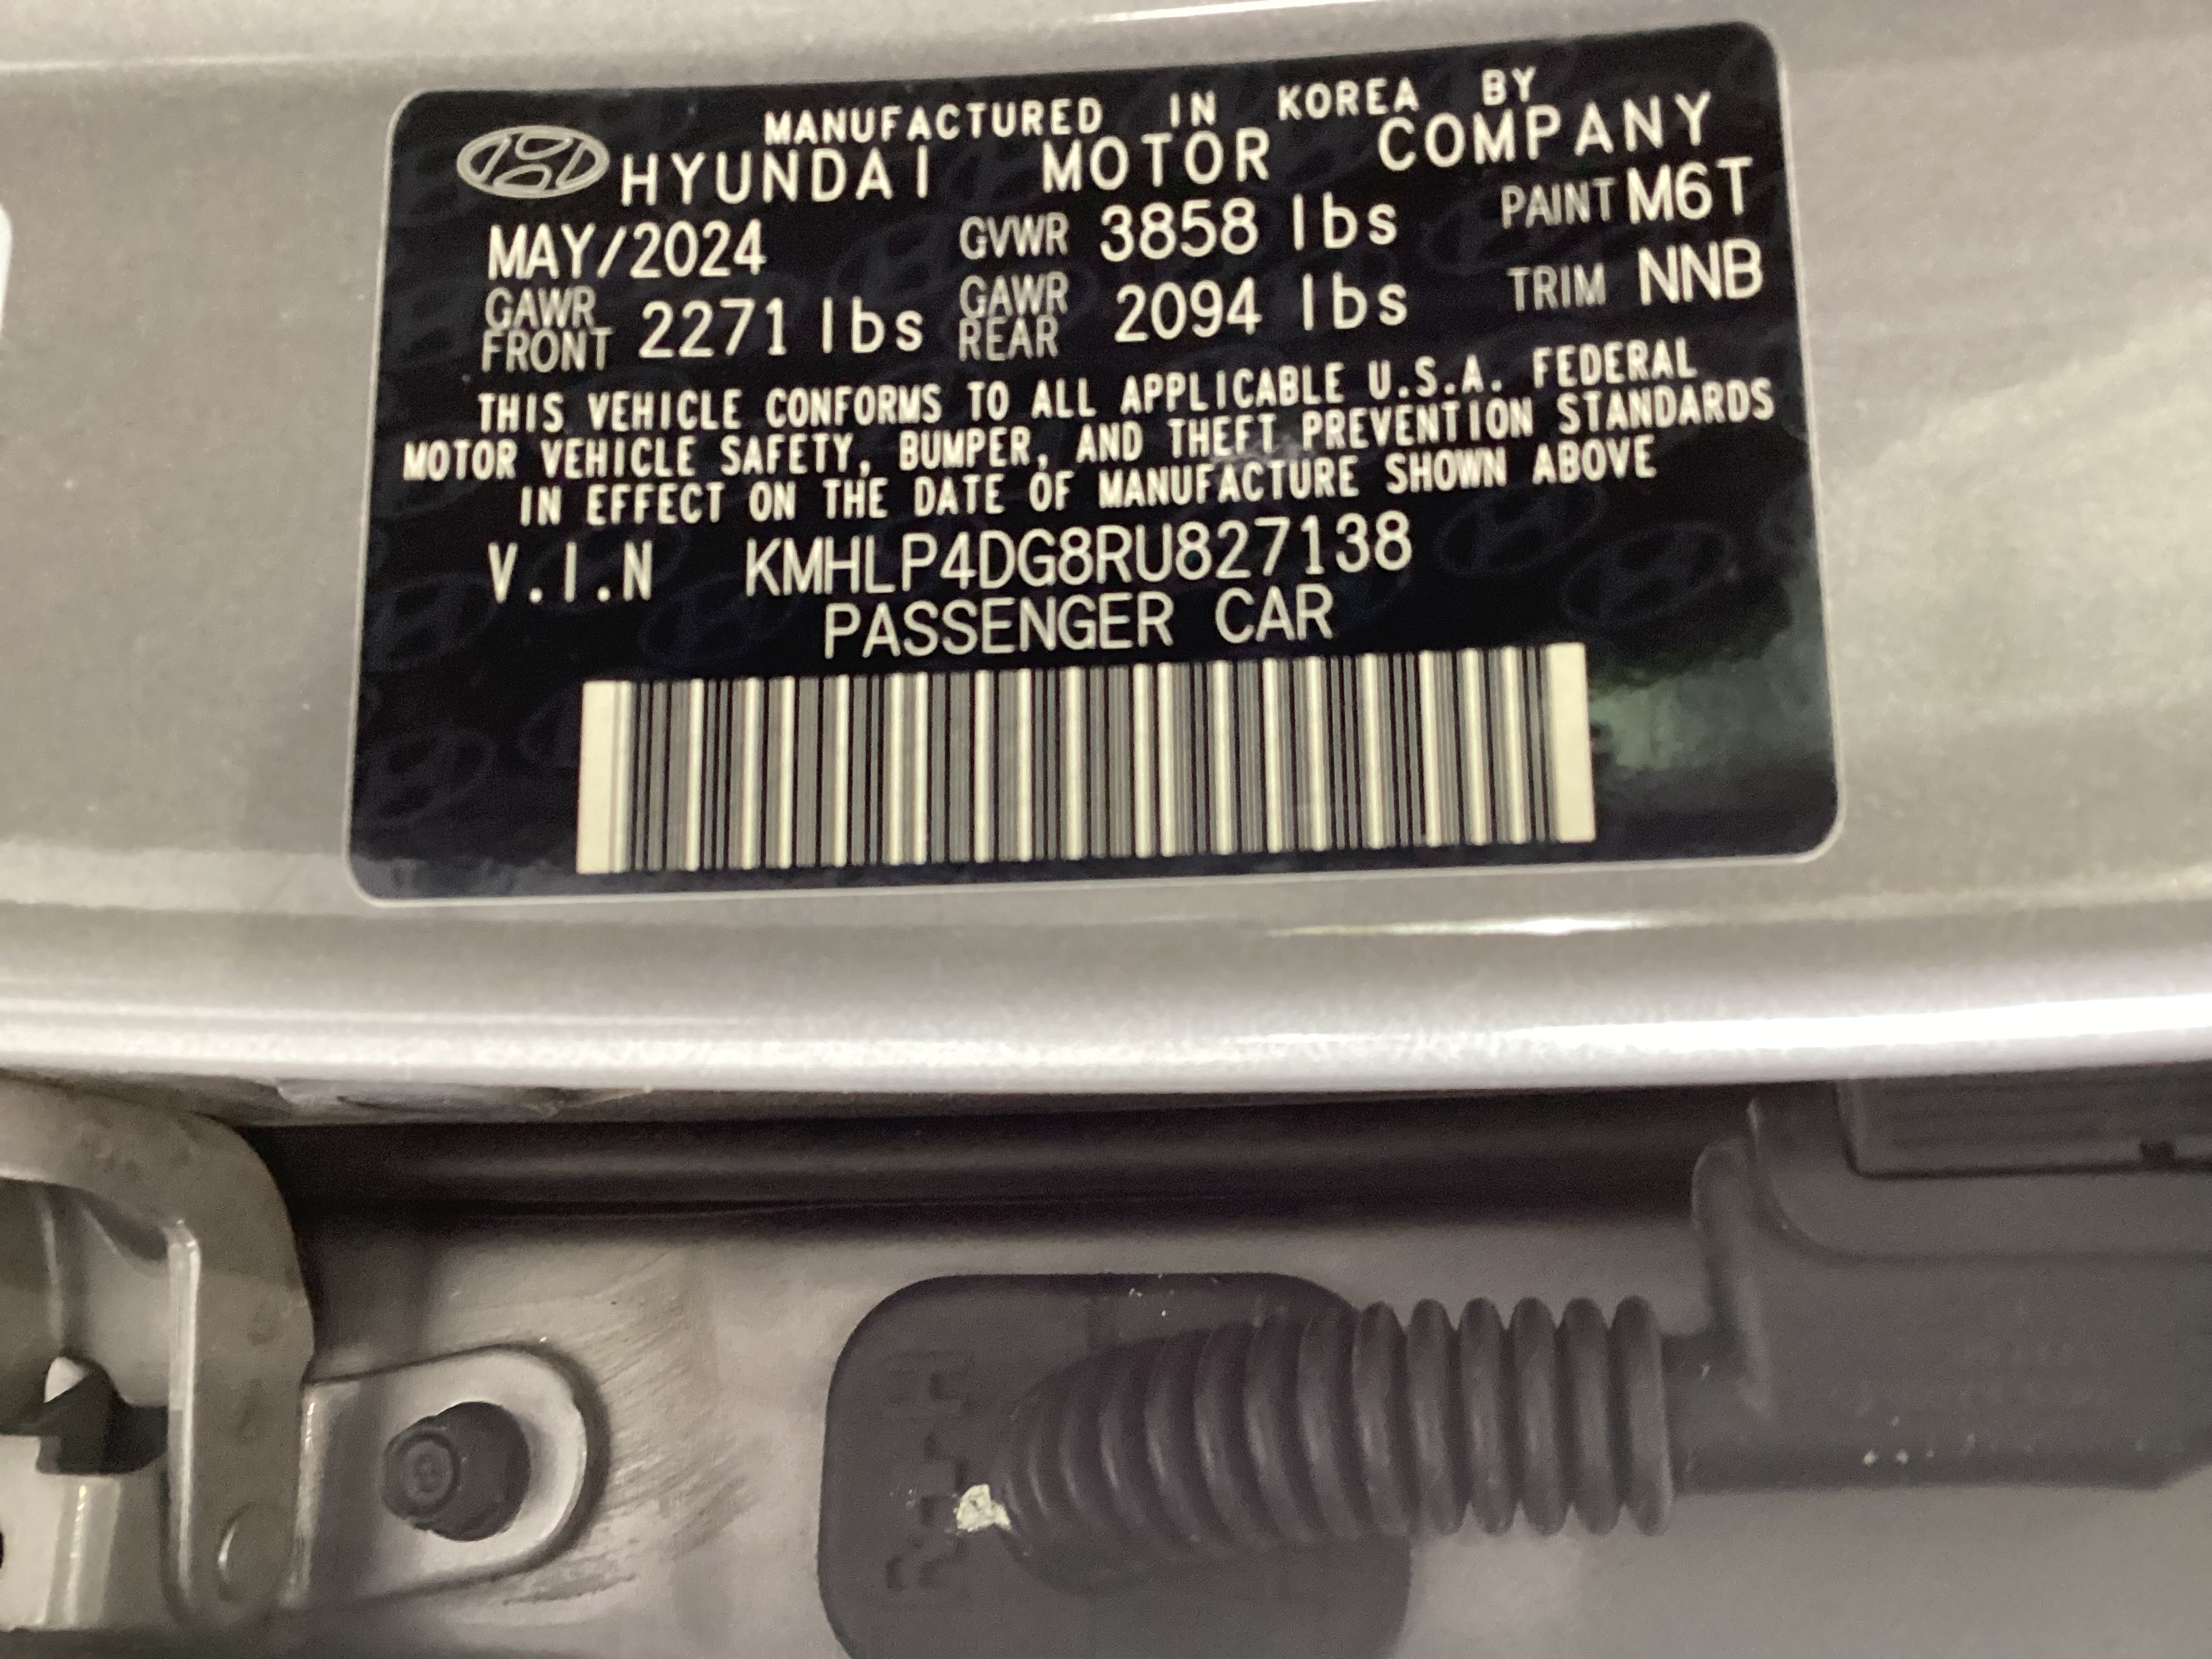 MANUFACTURED IN KOREA BY
HYUNDAI MOTOR COMPANY
MAY/2024 GVWR 3858 lbs PAINT M6T
GAWR FRONT 2271 lbs GAWR REAR 2094 lbs TRIM NNB
THIS VEHICLE CONFORMS TO ALL APPLICABLE U.S.A. FEDERAL
MOTOR VEHICLE SAFETY, BUMPER, AND THEFT PREVENTION STANDARDS
IN EFFECT ON THE DATE OF MANUFACTURE SHOWN ABOVE
V.I.N KMHLP4DG8RU827138
PASSENGER CAR